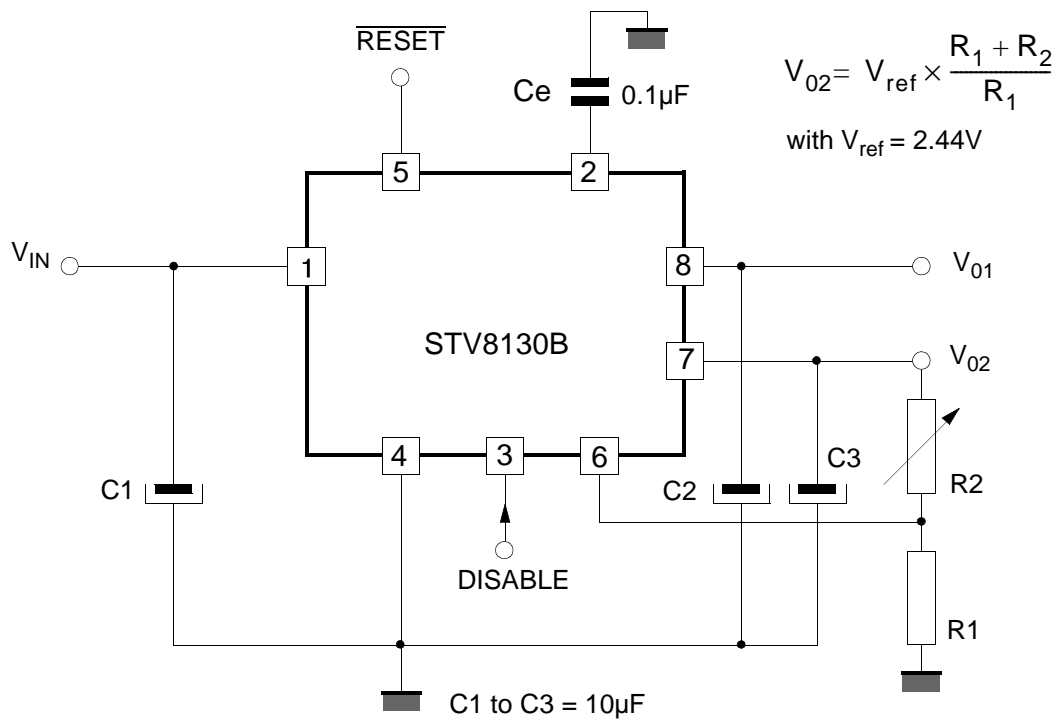 RESET
Ce
0.1µF
V02= Vref × (R1 + R2) / R1
with Vref = 2.44V
5
2
VIN
1
8
V01
STV8130B
7
V02
4
3
6
C1
C2
C3
R2
DISABLE
R1
C1 to C3 = 10µF